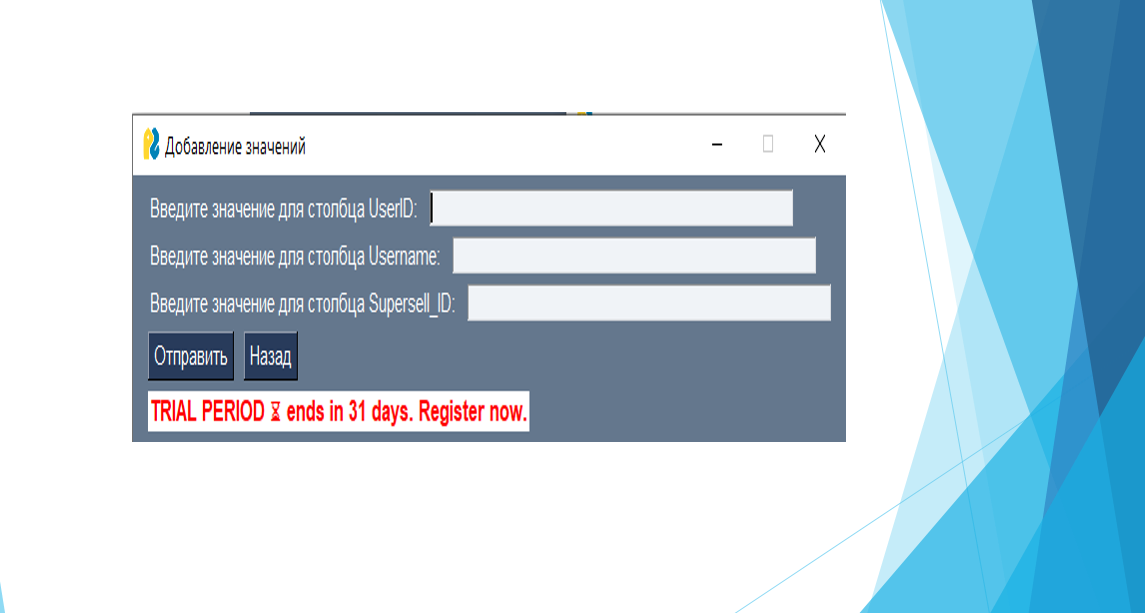 Добавление значений
Введите значение для столбца UserID:
Введите значение для столбца Username:
Введите значение для столбца Supersell_ID:
Отправить Назад
TRIAL PERIOD ⏳ ends in 31 days. Register now.